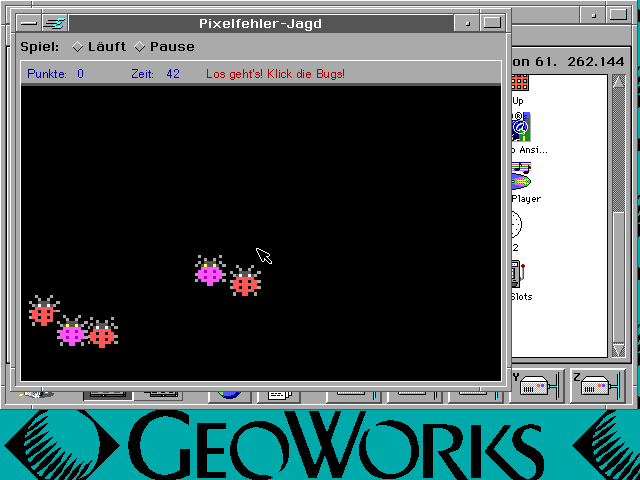 Pixelfehler-Jagd
Spiel: Läuft Pause
Punkte: 0 Zeit: 42 Los geht's! Klick die Bugs!
on 61. 262.144
Up
Ansi...
Player
2
Slots
Y Z
GEOWORKS